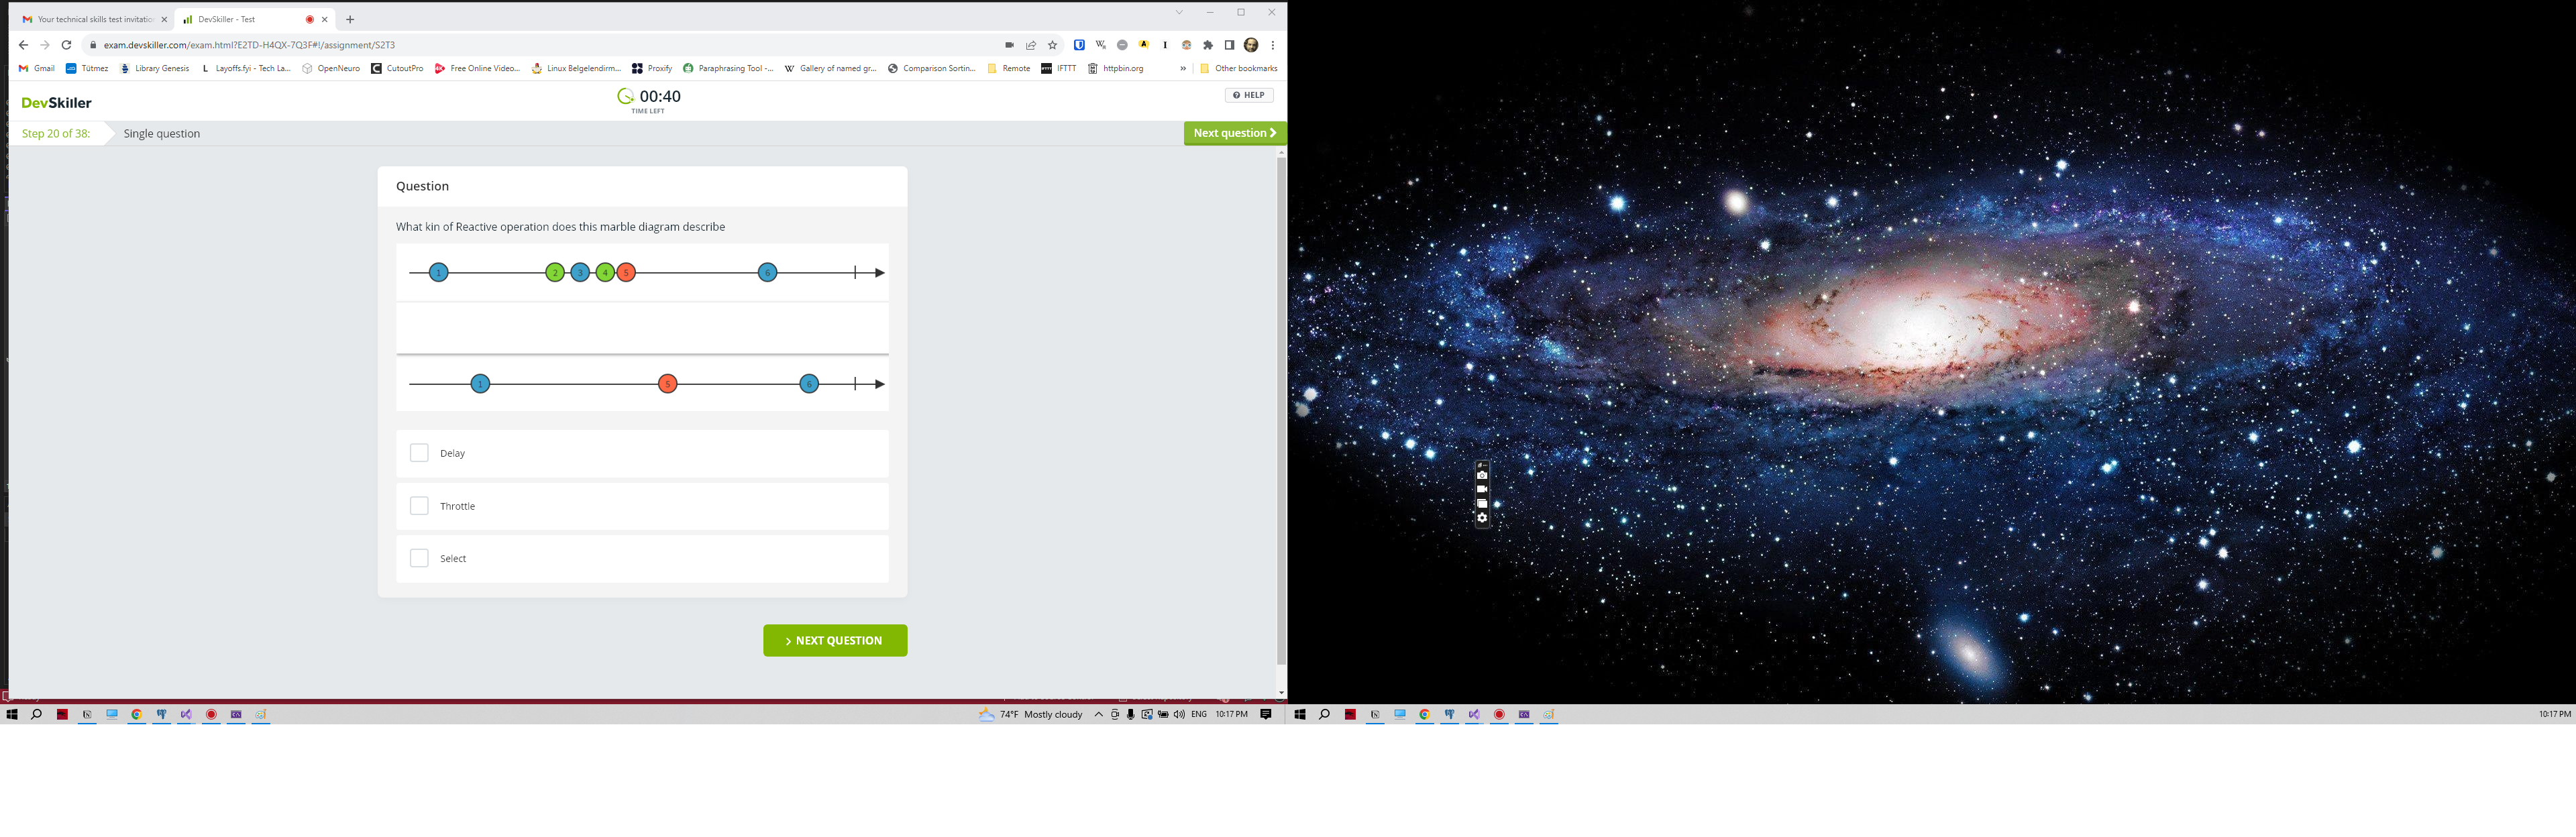 Your technical skills test invitatio
DevSkiller - Test
exam.devskiller.com/exam.html?E2TD-H4QX-7Q3F#!/assignment/S2T3
Gmail
Tütmez
Library Genesis
Layoffs.fyi - Tech La...
OpenNeuro
CutoutPro
Free Online Video...
Linux Belgelendirm...
Proxify
Paraphrasing Tool -...
Gallery of named gr...
Comparison Sortin...
Remote
IFTTT
httpbin.org
Other bookmarks
DevSkiller
00:40
TIME LEFT
HELP
Step 20 of 38:
Single question
Next question
Question
What kin of Reactive operation does this marble diagram describe
1 2 3 4 5 6
1 5 6
Delay
Throttle
Select
NEXT QUESTION
74°F Mostly cloudy
ENG
10:17 PM
10:17 PM